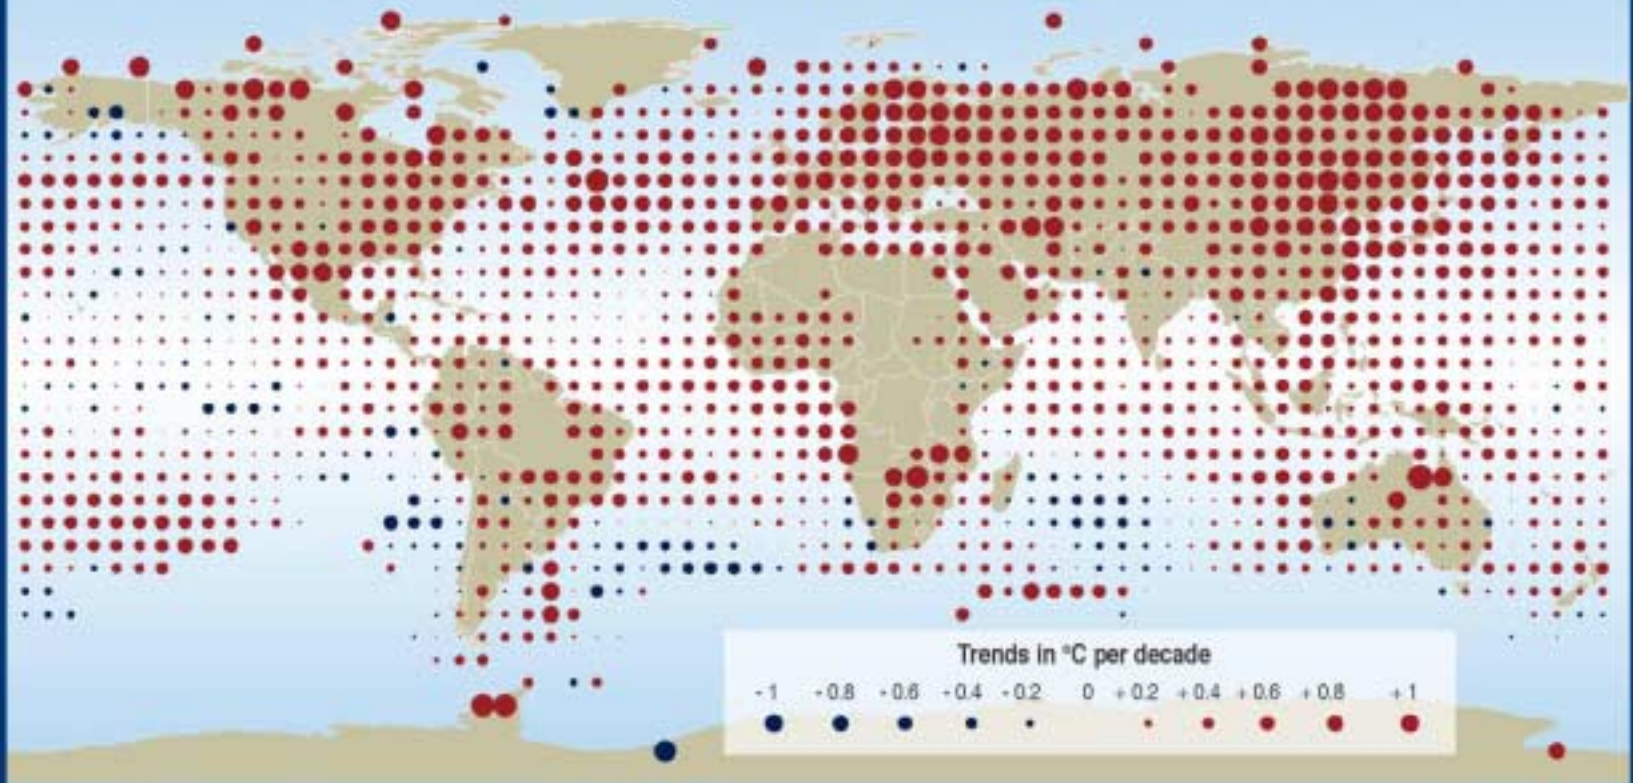 Trends in °C per decade
- 1 - 0.8 - 0.6 - 0.4 - 0.2 0 + 0.2 + 0.4 + 0.6 + 0.8 + 1